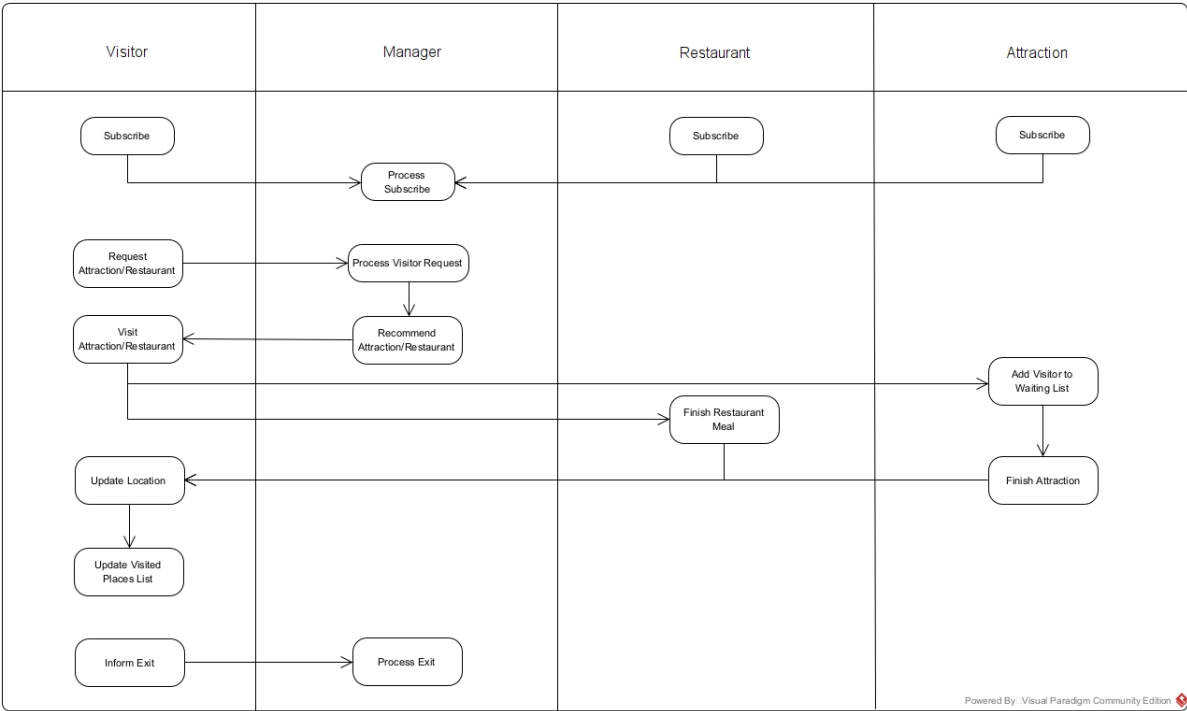 Visitor
Manager
Restaurant
Attraction
Subscribe
Subscribe
Subscribe
Process
Subscribe
Request
Attraction/Restaurant
Process Visitor Request
Visit
Attraction/Restaurant
Recommend
Attraction/Restaurant
Add Visitor to
Waiting List
Finish Restaurant
Meal
Update Location
Finish Attraction
Update Visited
Places List
Inform Exit
Process Exit
Powered By Visual Paradigm Community Edition